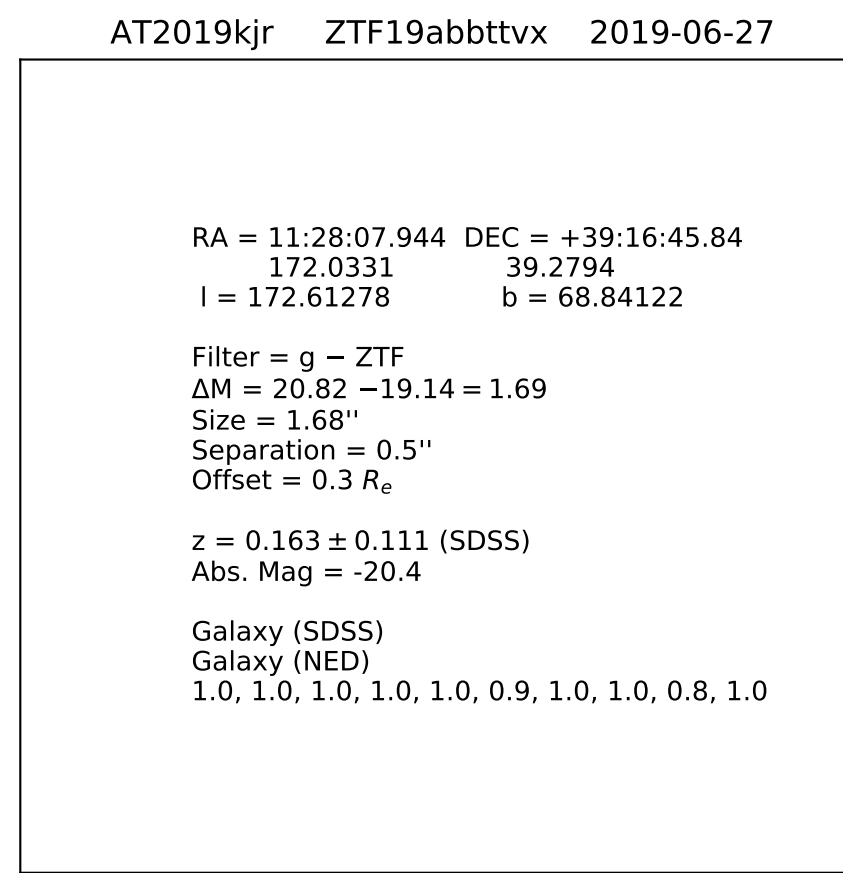 AT2019kjr ZTF19abbttvx 2019-06-27
RA = 11:28:07.944 DEC = +39:16:45.84
172.0331 39.2794
l = 172.61278 b = 68.84122
Filter = g − ZTF
ΔM = 20.82 −19.14 = 1.69
Size = 1.68''
Separation = 0.5''
Offset = 0.3 Rₑ
z = 0.163 ± 0.111 (SDSS)
Abs. Mag = -20.4
Galaxy (SDSS)
Galaxy (NED)
1.0, 1.0, 1.0, 1.0, 1.0, 0.9, 1.0, 1.0, 0.8, 1.0